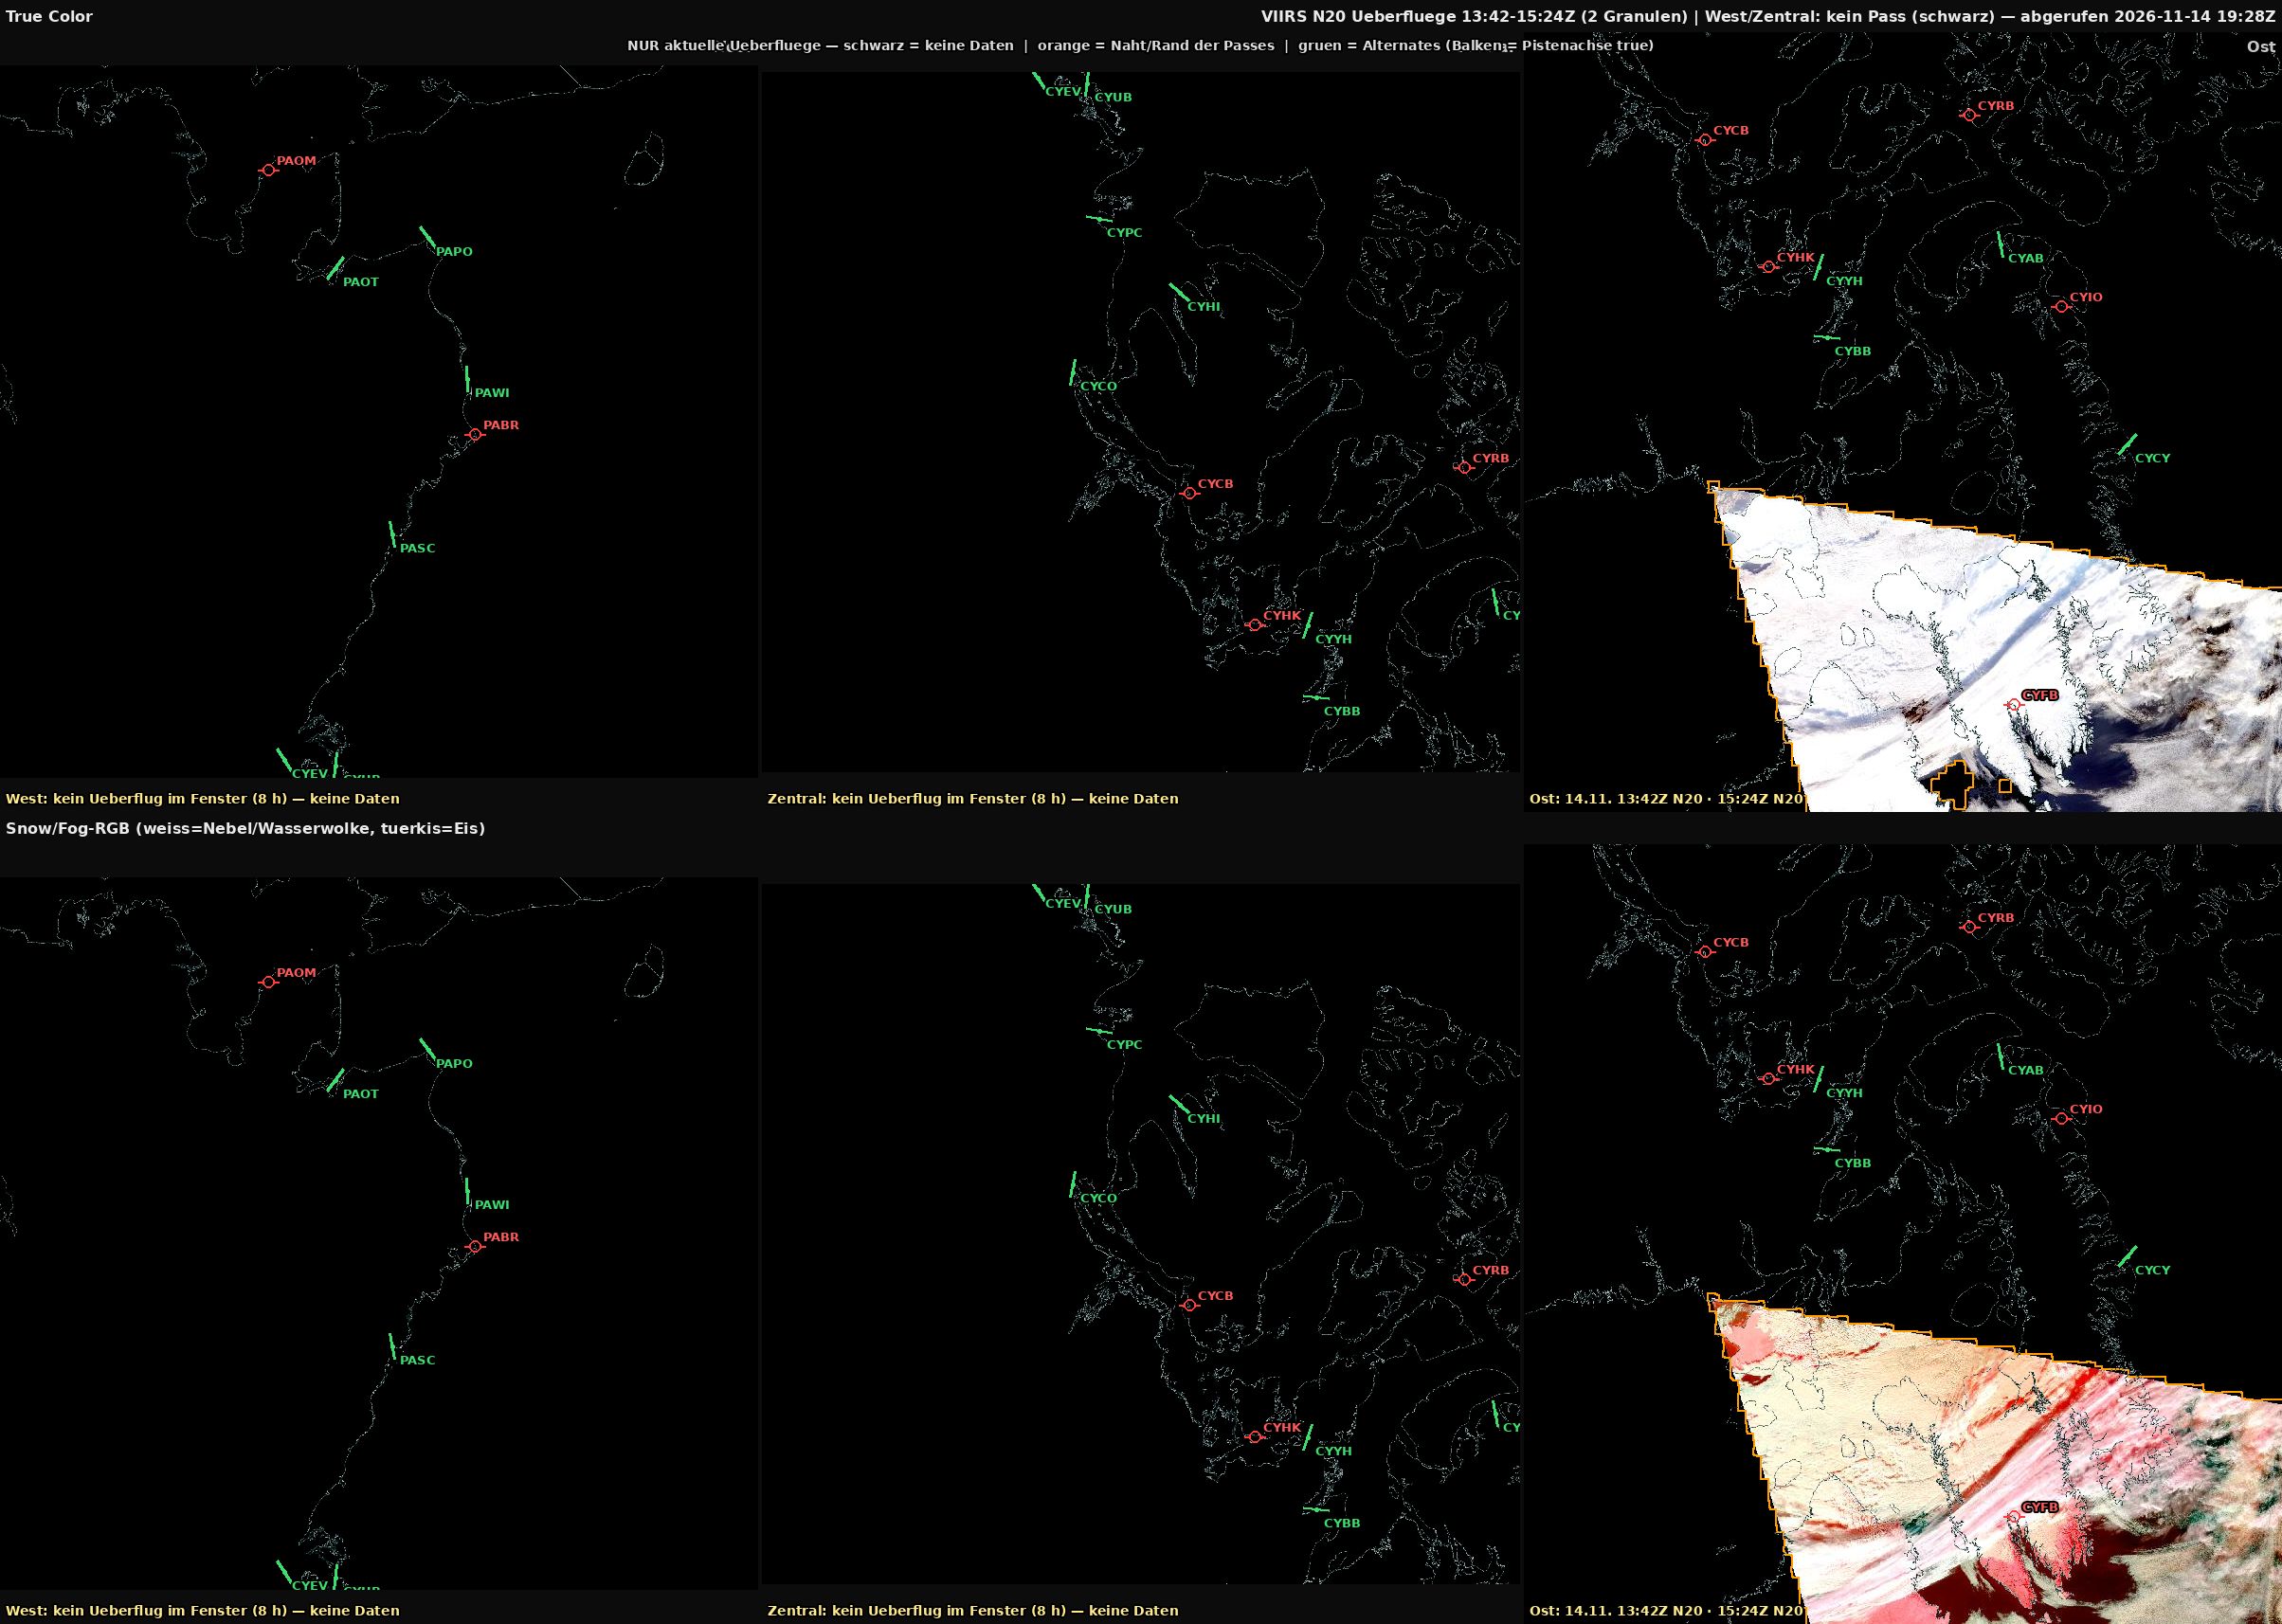 True Color
VIIRS N20 Ueberfluege 13:42-15:24Z (2 Granulen) | West/Zentral: kein Pass (schwarz) — abgerufen 2026-11-14 19:28Z
NUR aktuelle Ueberfluege — schwarz = keine Daten | orange = Naht/Rand der Passes | gruen = Alternates (Balken = Pistenachse true)
Ost
PAOM
PAPO
PAOT
PAWI
PABR
PASC
CYEV
CYUB
West: kein Ueberflug im Fenster (8 h) — keine Daten
CYEV
CYUB
CYPC
CYHI
CYCO
CYRB
CYCB
CYHK
CY
CYYH
CYBB
Zentral: kein Ueberflug im Fenster (8 h) — keine Daten
CYRB
CYCB
CYHK
CYAB
CYYH
CYIO
CYBB
CYCY
CYFB
Ost: 14.11. 13:42Z N20 · 15:24Z N20
Snow/Fog-RGB (weiss=Nebel/Wasserwolke, tuerkis=Eis)
PAOM
PAPO
PAOT
PAWI
PABR
PASC
CYEV
CYUB
West: kein Ueberflug im Fenster (8 h) — keine Daten
CYEV
CYUB
CYPC
CYHI
CYCO
CYRB
CYCB
CYHK
CY
CYYH
CYBB
Zentral: kein Ueberflug im Fenster (8 h) — keine Daten
CYRB
CYCB
CYHK
CYAB
CYYH
CYIO
CYBB
CYCY
CYFB
Ost: 14.11. 13:42Z N20 · 15:24Z N20